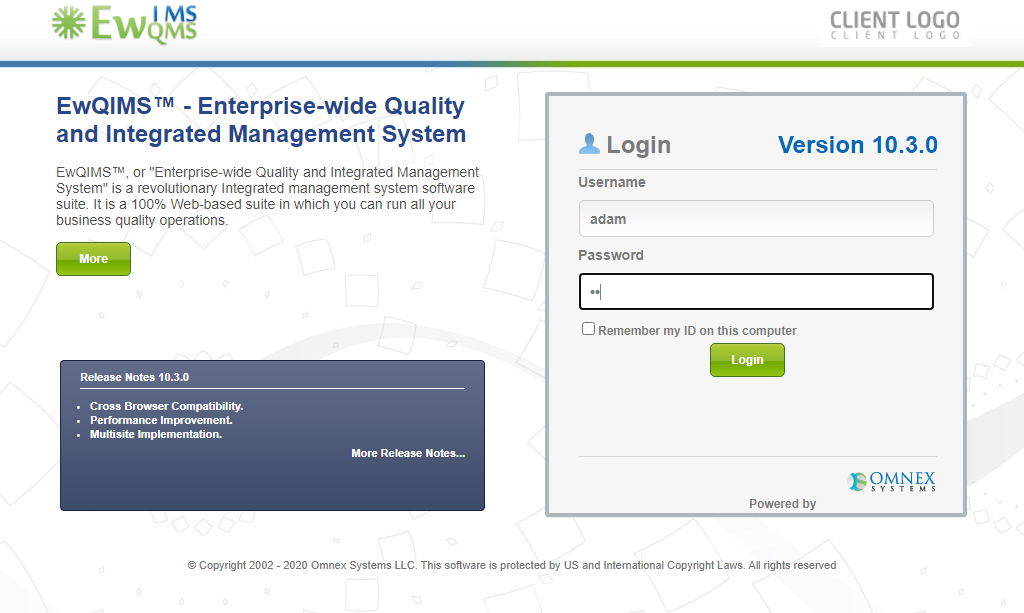 EwQIMS
IMS
QMS
CLIENT LOGO
CLIENT LOGO
EwQIMS™ - Enterprise-wide Quality
and Integrated Management System
EwQIMS™, or "Enterprise-wide Quality and Integrated Management
System" is a revolutionary Integrated management system software
suite. It is a 100% Web-based suite in which you can run all your
business quality operations.
More
Release Notes 10.3.0
Cross Browser Compatibility.
Performance Improvement.
Multisite Implementation.
More Release Notes...
Login
Version 10.3.0
Username
adam
Password
••
Remember my ID on this computer
Login
OMNEX
SYSTEMS
Powered by
© Copyright 2002 - 2020 Omnex Systems LLC. This software is protected by US and International Copyright Laws. All rights reserved